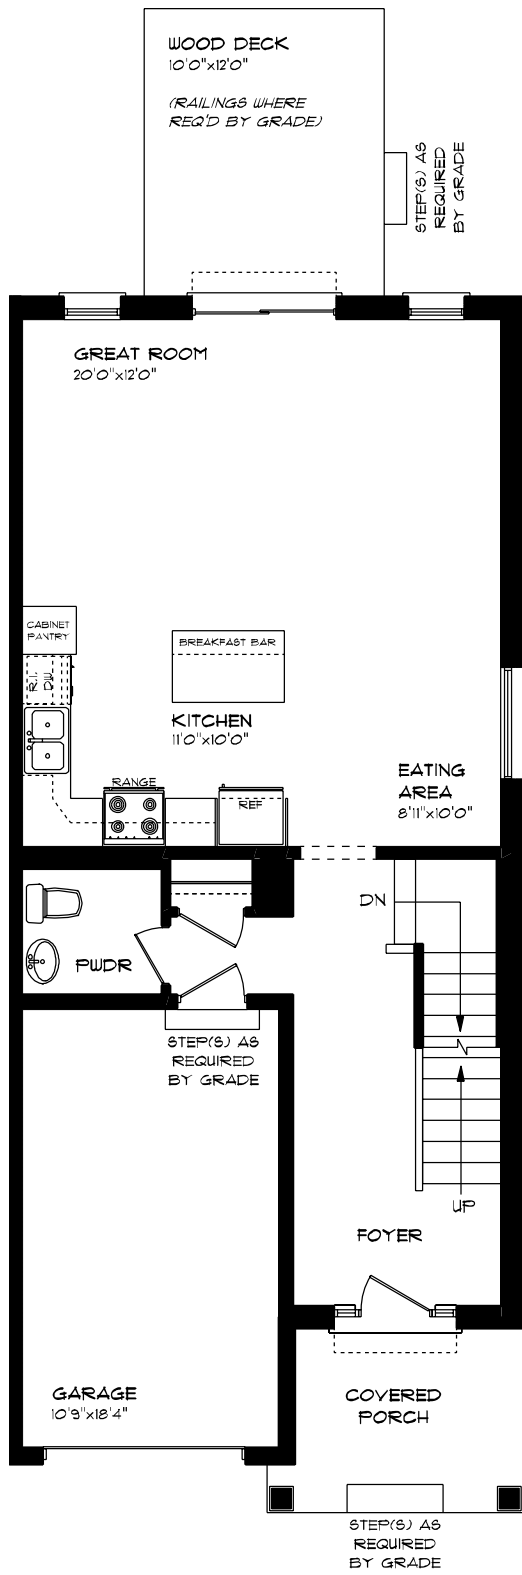 WOOD DECK
10'0"x12'0"
(RAILINGS WHERE
REQ'D BY GRADE)
STEP(S) AS
REQUIRED
BY GRADE
GREAT ROOM
20'0"x12'0"
CABINET
PANTRY
BREAKFAST BAR
R.I.
DW
KITCHEN
11'0"x10'0"
EATING
AREA
8'11"x10'0"
RANGE
REF
DN
PWDR
STEP(S) AS
REQUIRED
BY GRADE
UP
FOYER
GARAGE
10'9"x18'4"
COVERED
PORCH
STEP(S) AS
REQUIRED
BY GRADE